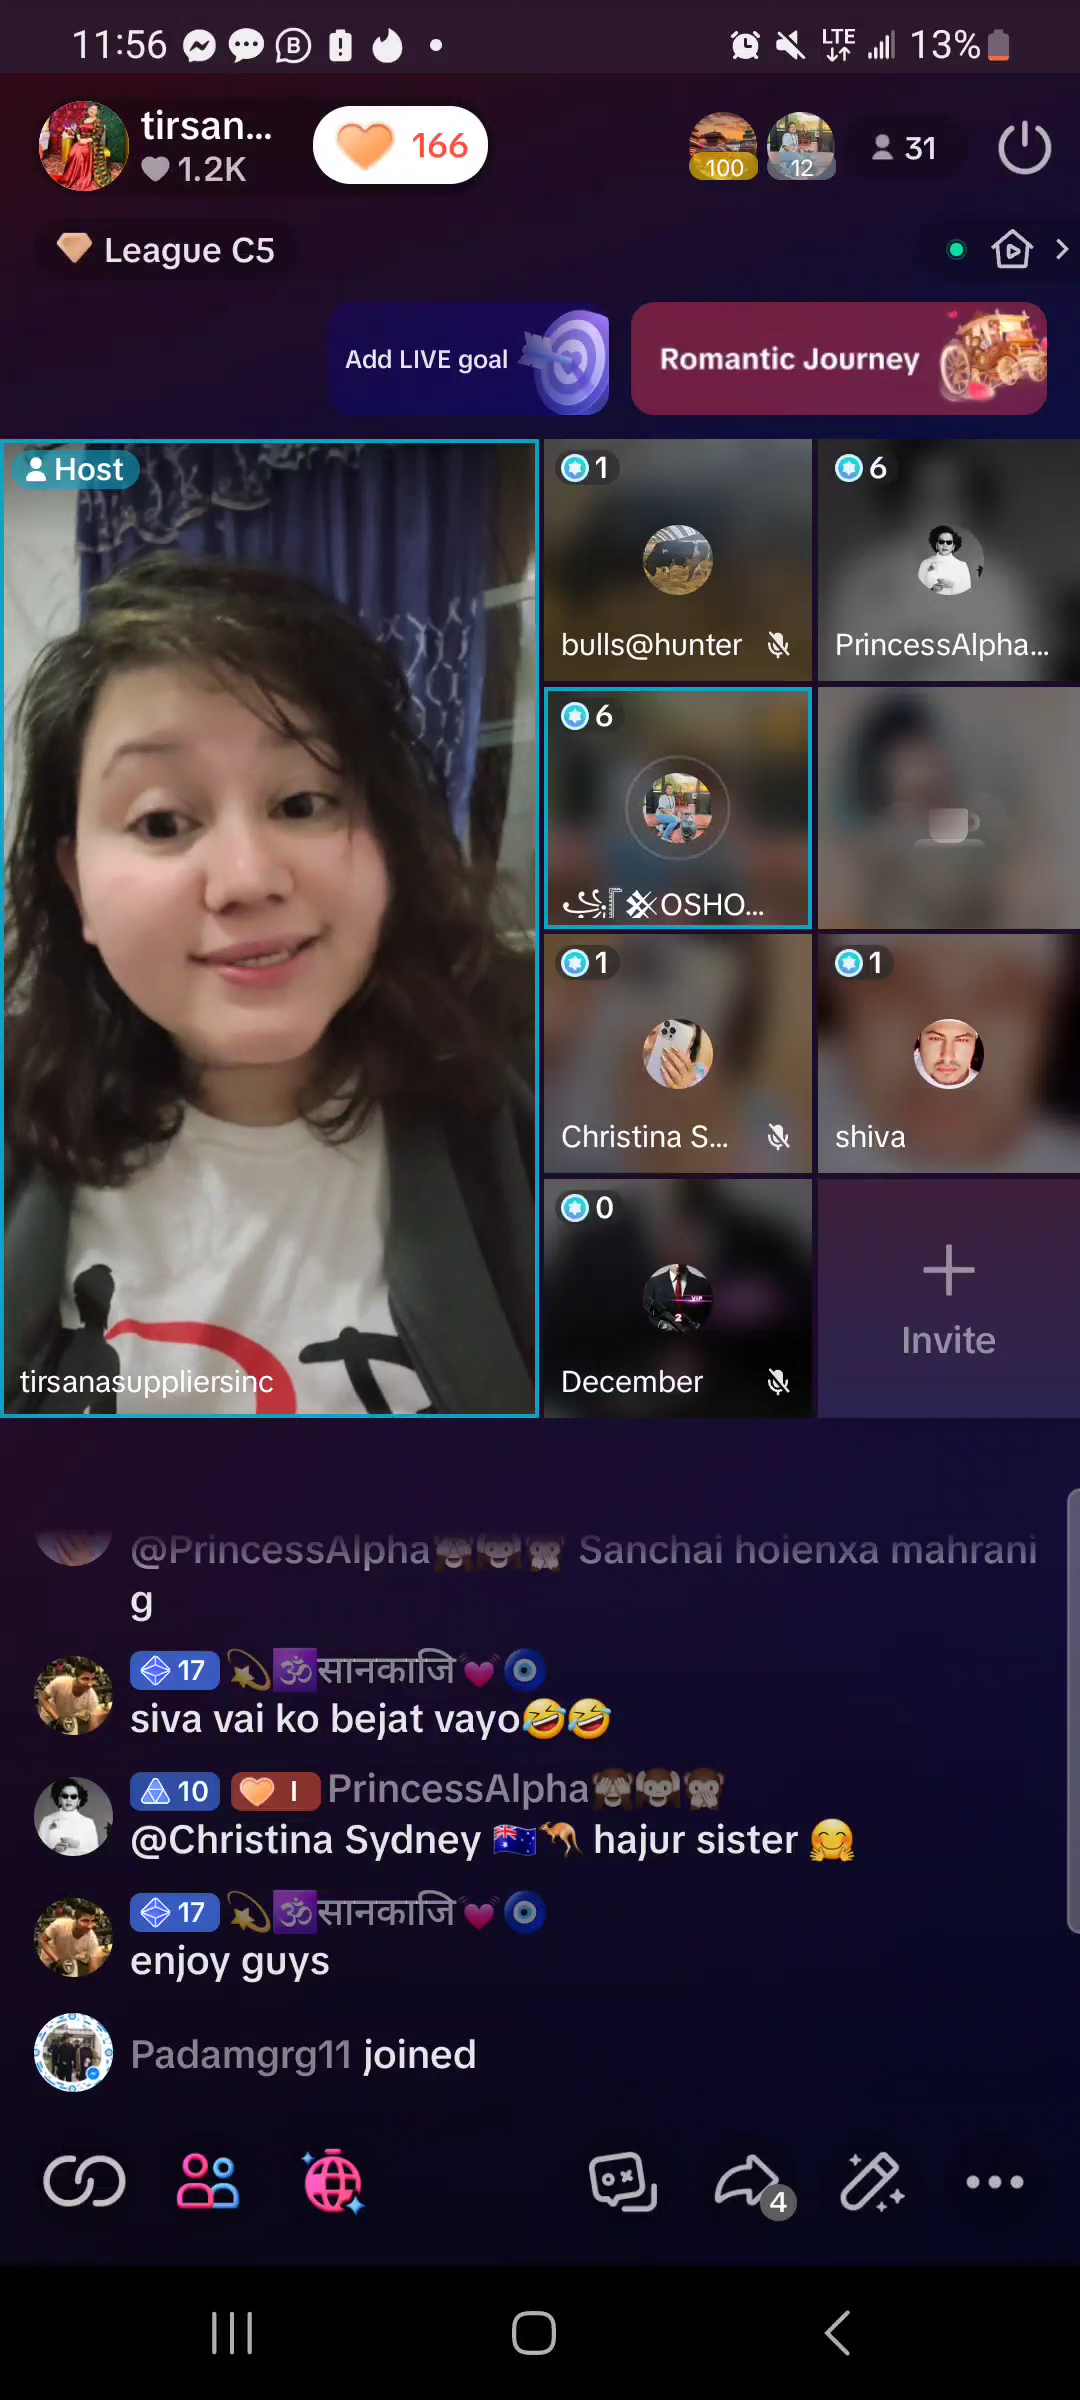 11:56
LTE
13%
tirsan...
1.2K
166
100
12
31
League C5
Add LIVE goal
Romantic Journey
Host
1
6
bulls@hunter
PrincessAlpha...
6
OSHO...
1
1
Christina S...
shiva
0
VIP
2
December
Invite
tirsanasuppliersinc
@PrincessAlpha🙈🙉🙊 Sanchai hoienxa mahrani
g
17 💫🕉सानकाजि💓🧿
siva vai ko bejat vayo🤣🤣
10 I PrincessAlpha🙈🙉🙊
@Christina Sydney 🇦🇺🦘 hajur sister 🤗
17 💫🕉सानकाजि💓🧿
enjoy guys
Padamgrg11 joined
4